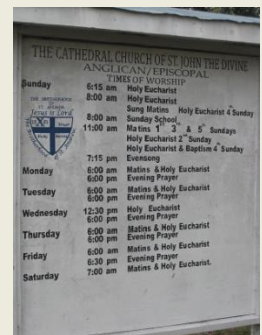 THE CATHEDRAL CHURCH OF ST. JOHN THE DIVINE
ANGLICAN/EPISCOPAL
TIMES OF WORSHIP
Sunday 6:15 am Holy Eucharist
8:00 am Holy Eucharist
Sung Matins Holy Eucharist 4th Sunday
8:00 am Sunday School
11:00 am Matins 1st 3rd & 5th Sundays
Holy Eucharist 2nd Sunday
Holy Eucharist & Baptism 4th Sunday
7:15 pm Evensong
Monday 6:00 am Matins & Holy Eucharist
6:00 pm Evening Prayer
Tuesday 6:00 am Matins & Holy Eucharist
6:00 pm Evening Prayer
Wednesday 12:30 pm Holy Eucharist
6:00 pm Evening Prayer
Thursday 6:00 am Matins & Holy Eucharist
6:00 pm Evening Prayer
Friday 6:00 am Matins & Holy Eucharist
6:30 pm Evening Prayer
Saturday 7:00 am Matins & Holy Eucharist.
Jesus is Lord